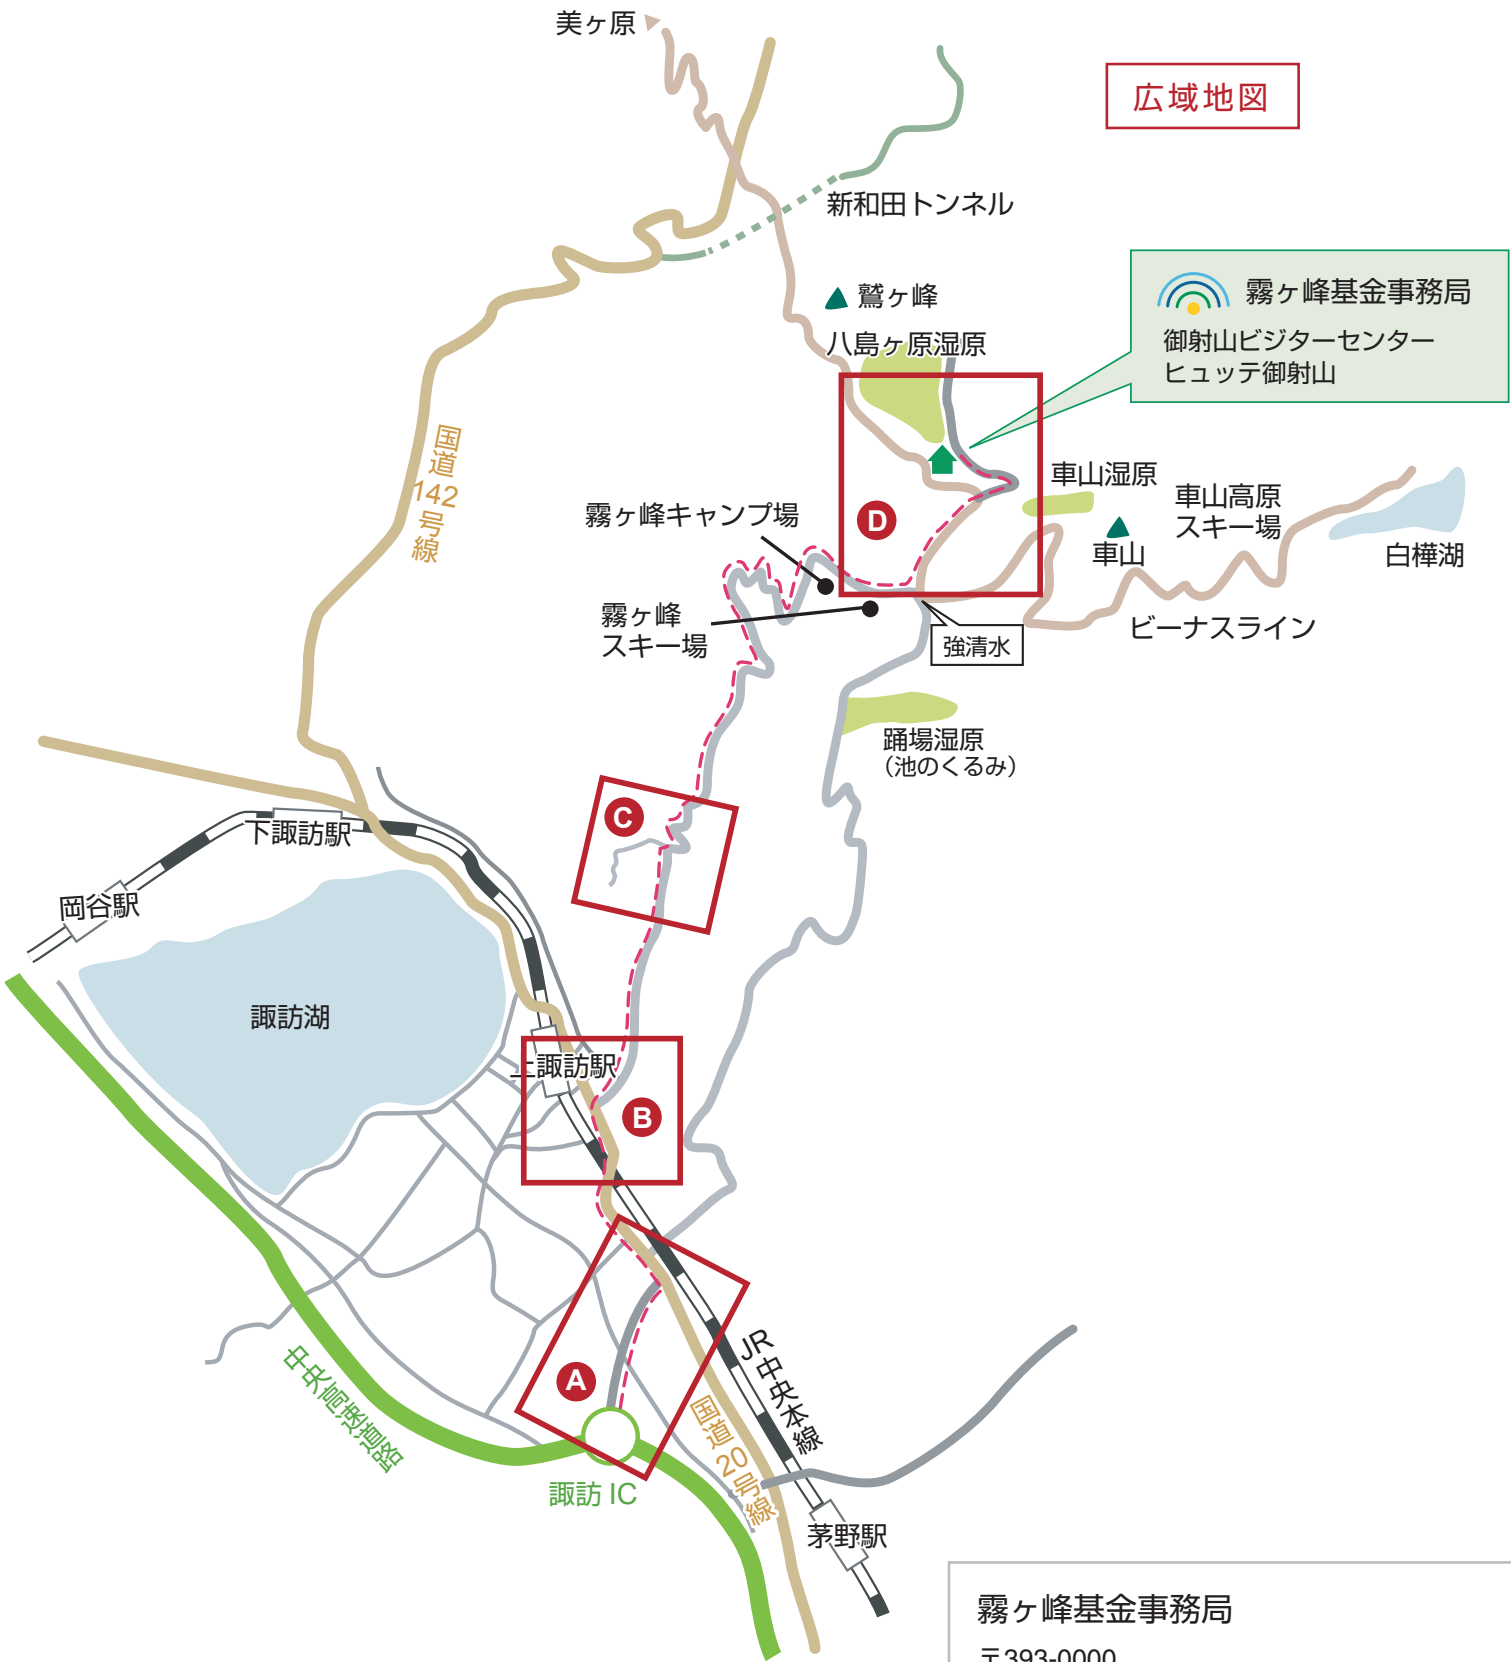 美ヶ原
広域地図
新和田トンネル
鷲ヶ峰
八島ヶ原湿原
霧ヶ峰基金事務局
御射山ビジターセンター
ヒュッテ御射山
国道142号線
霧ヶ峰キャンプ場
D
車山湿原
車山高原
スキー場
車山
白樺湖
霧ヶ峰
スキー場
強清水
ビーナスライン
踊場湿原
（池のくるみ）
C
下諏訪駅
岡谷駅
諏訪湖
上諏訪駅
B
A
中央高速道路
JR中央本線
国道20号線
諏訪 IC
茅野駅
霧ヶ峰基金事務局
〒393-0000